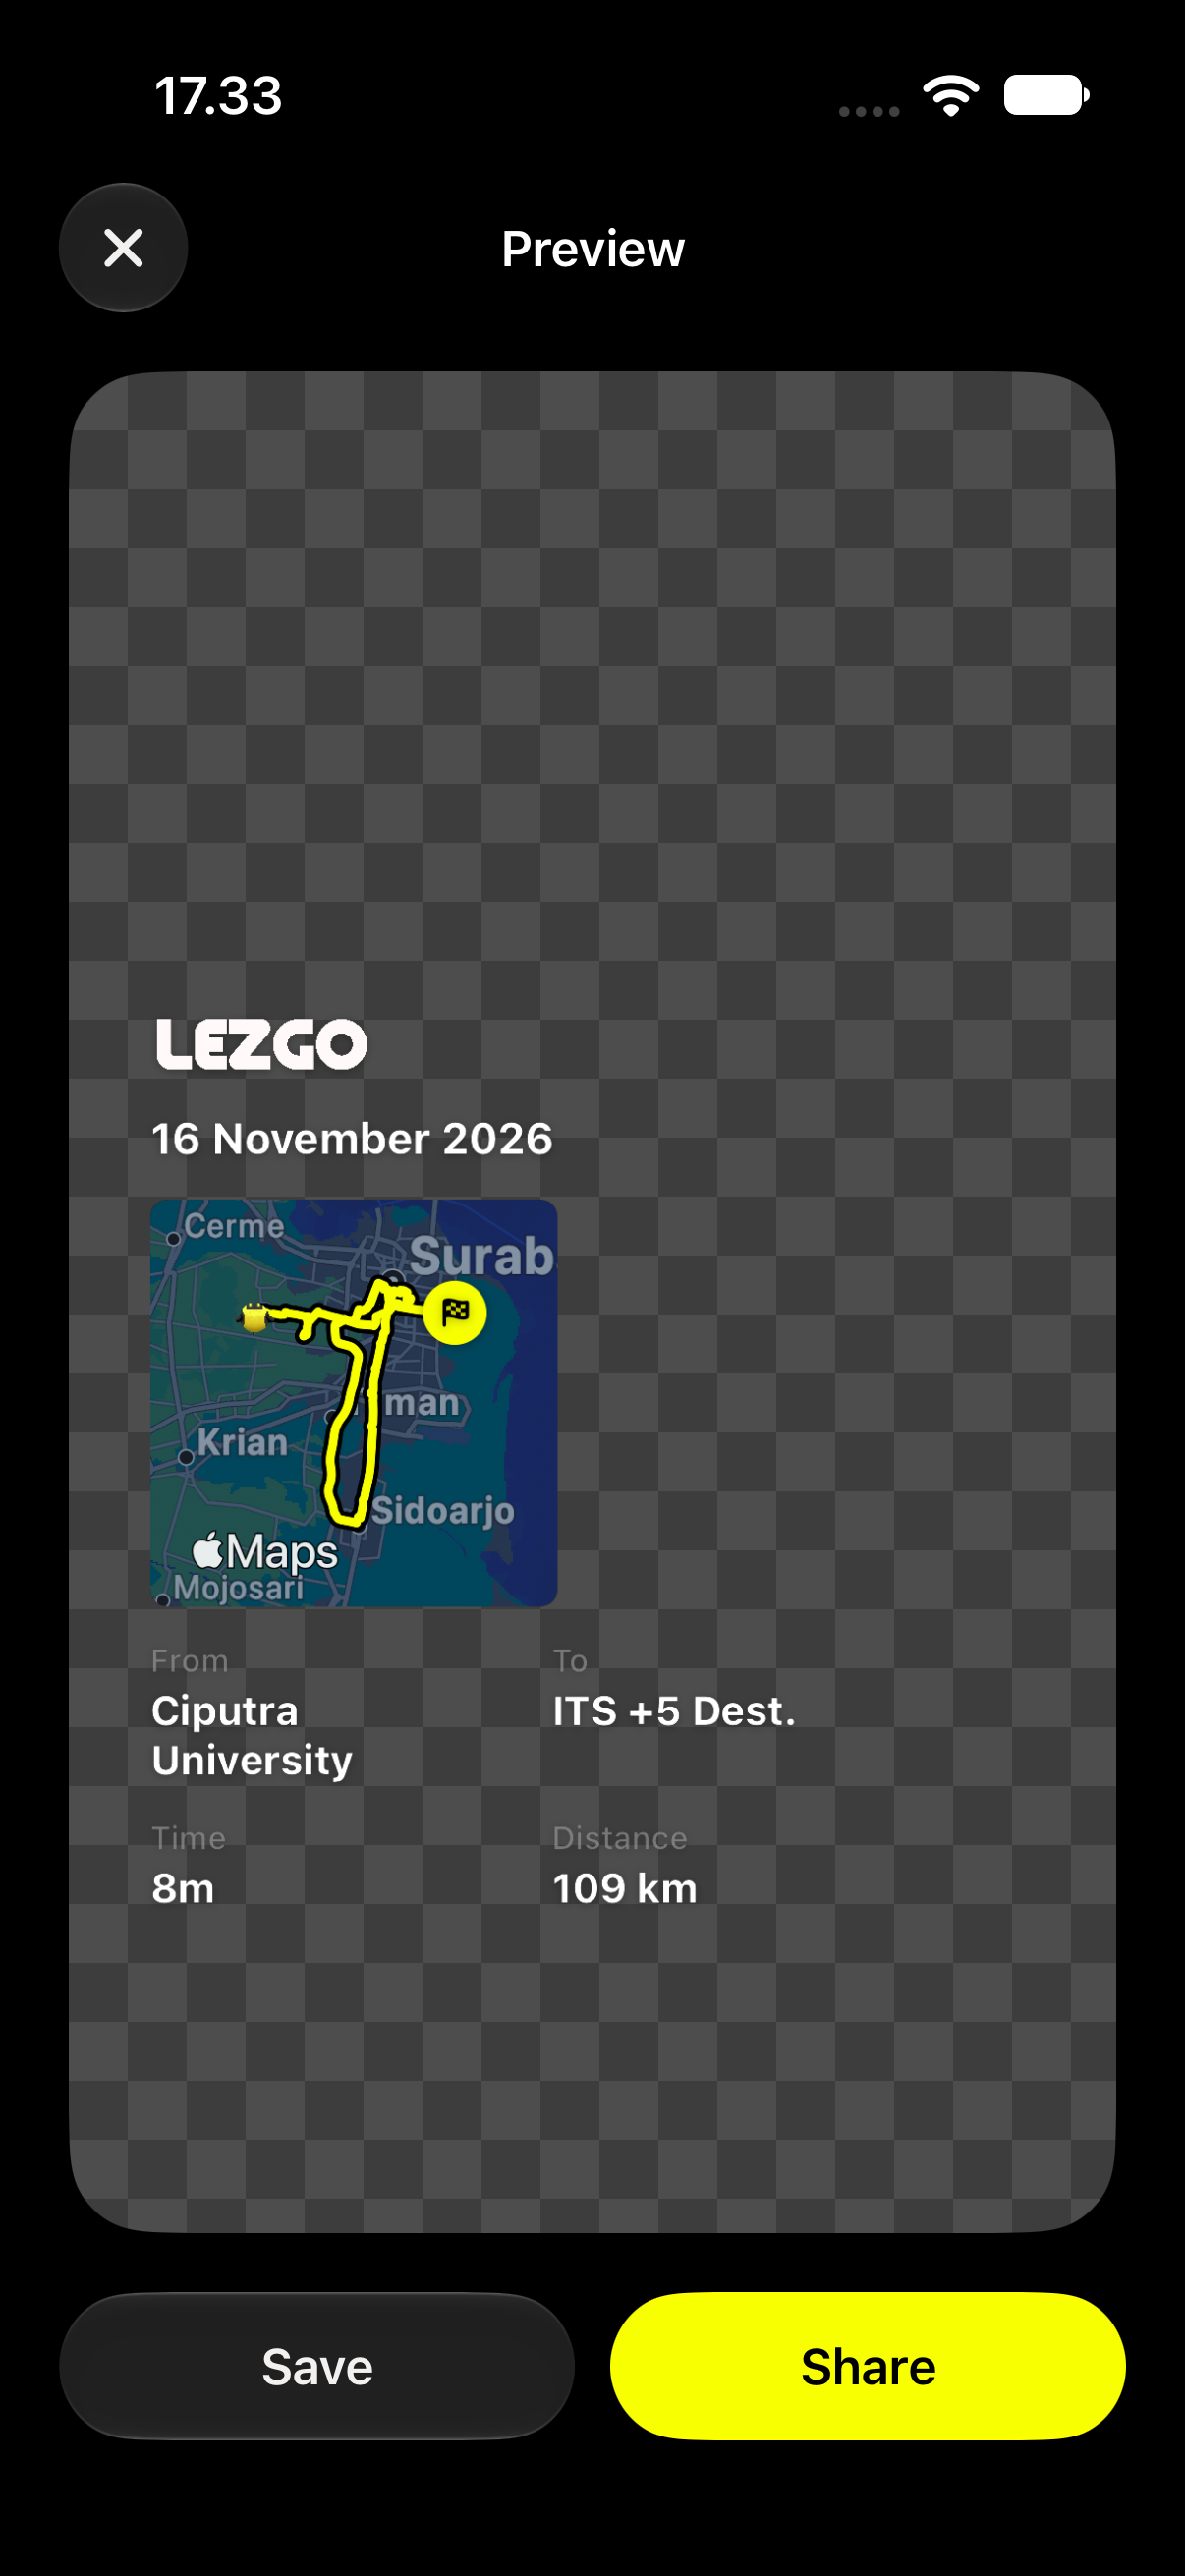 17.33
Preview
LEZGO
16 November 2026
Cerme
Surab
man
Krian
Sidoarjo
Maps
Mojosari
From
To
Ciputra
University
ITS +5 Dest.
Time
Distance
8m
109 km
Save
Share